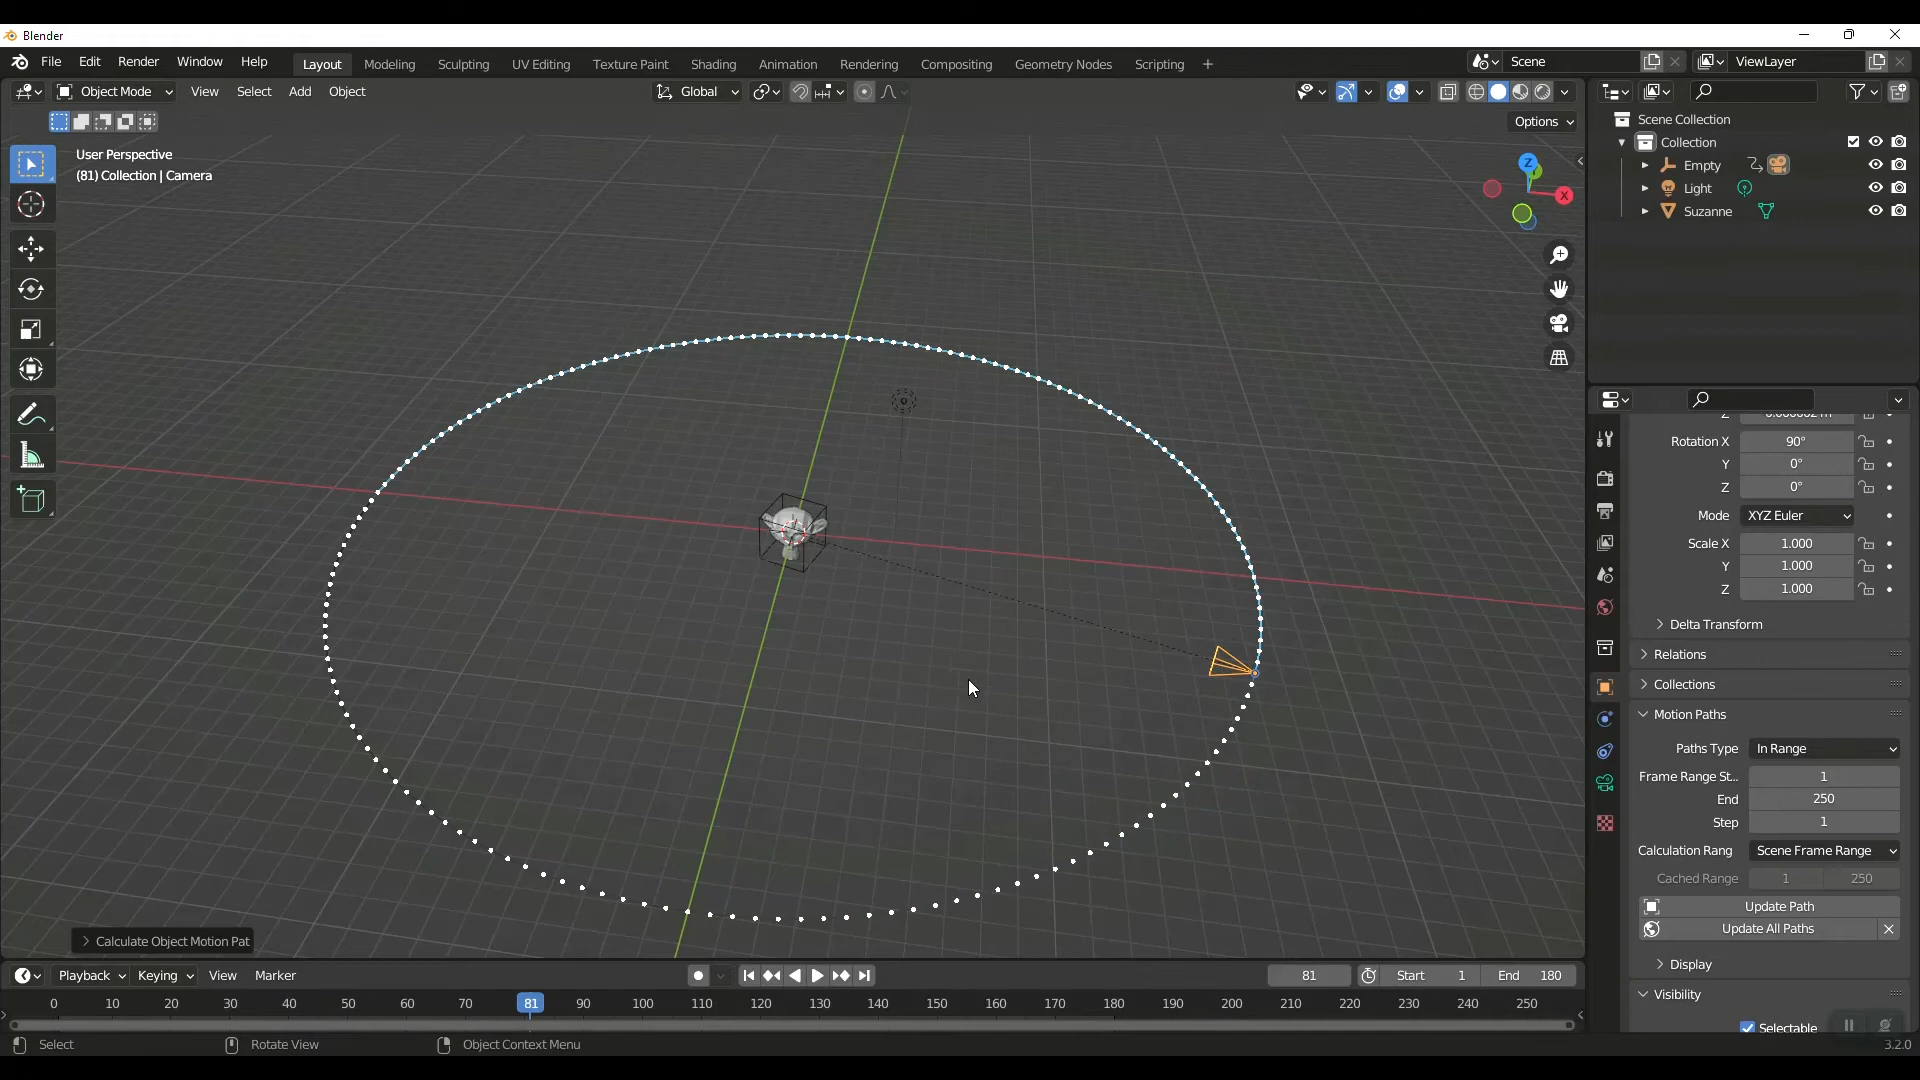 Blender
File Edit Render Window Help Layout Modeling Sculpting UV Editing Texture Paint Shading Animation Rendering Compositing Geometry Nodes Scripting + Scene ViewLayer
Object Mode View Select Add Object Global
Options
User Perspective
(81) Collection | Camera
Z
X
Scene Collection
Collection
Empty
Light
Suzanne
Rotation X 90°
Y 0°
Z 0°
Mode XYZ Euler
Scale X 1.000
Y 1.000
Z 1.000
Delta Transform
Relations
Collections
Motion Paths
Paths Type In Range
Frame Range St... 1
End 250
Step 1
Calculation Rang Scene Frame Range
Cached Range 1 250
Update Path
Update All Paths
Display
Visibility
Selectable
Calculate Object Motion Pat
Playback Keying View Marker 81 Start 1 End 180
0 10 20 30 40 50 60 70 81 90 100 110 120 130 140 150 160 170 180 190 200 210 220 230 240 250
Select Rotate View Object Context Menu 3.2.0